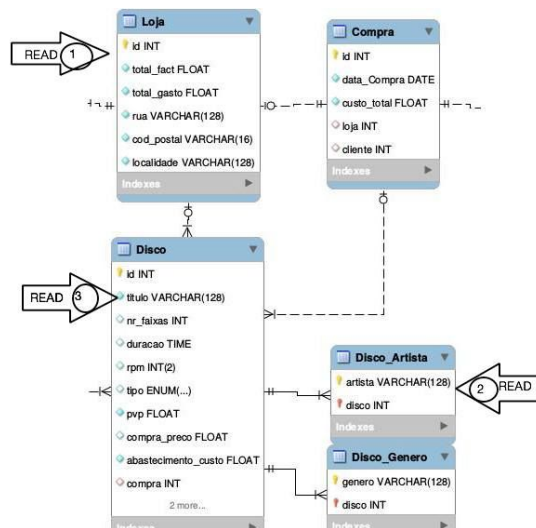 Loja
READ 1
id INT
total_fact FLOAT
total_gasto FLOAT
rua VARCHAR(128)
cod_postal VARCHAR(16)
localidade VARCHAR(128)
Indexes
Compra
id INT
data_Compra DATE
custo_total FLOAT
loja INT
cliente INT
Indexes
Disco
id INT
READ 3
titulo VARCHAR(128)
nr_faixas INT
duracao TIME
rpm INT(2)
tipo ENUM(...)
pvp FLOAT
compra_preco FLOAT
abastecimento_custo FLOAT
compra INT
2 more...
Indexes
Disco_Artista
artista VARCHAR(128)
2 READ
disco INT
Indexes
Disco_Genero
genero VARCHAR(128)
disco INT
Indexes